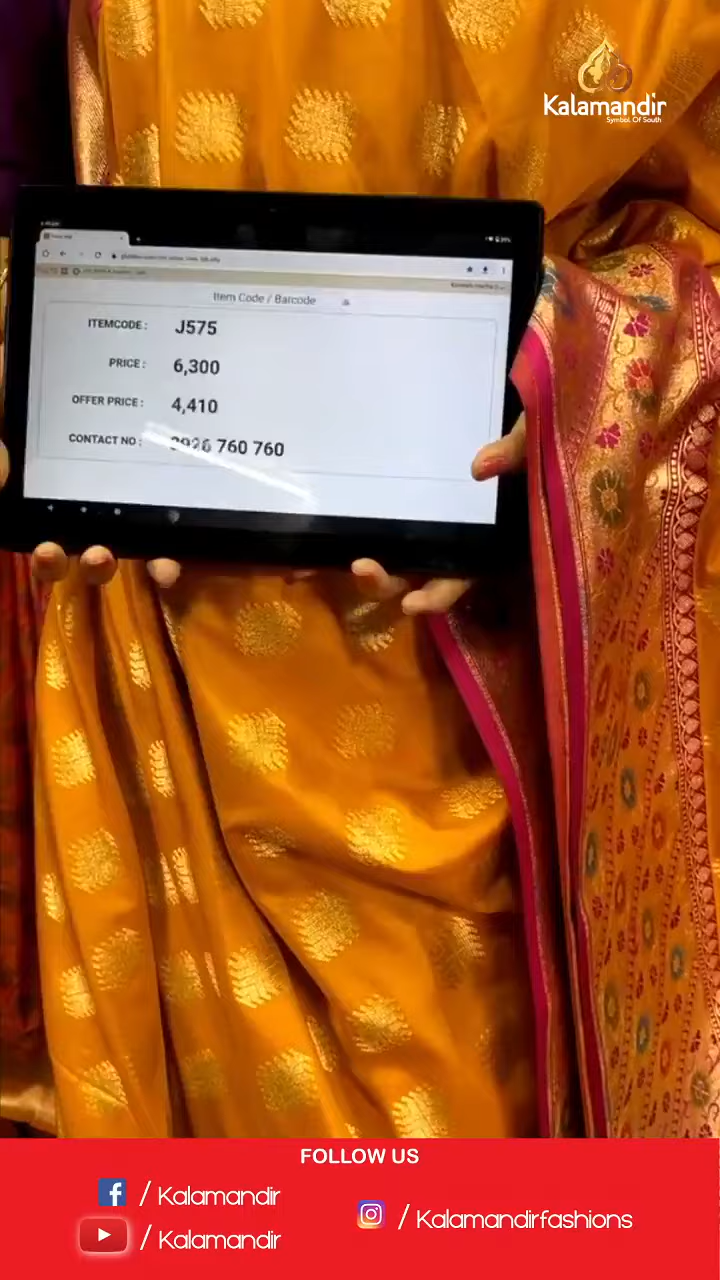 Kalamandir
Symbol Of South
Item Code / Barcode
ITEMCODE : J575
PRICE : 6,300
OFFER PRICE : 4,410
CONTACT NO : 760 760
FOLLOW US
/ Kalamandir
/ Kalamandirfashions
/ Kalamandir